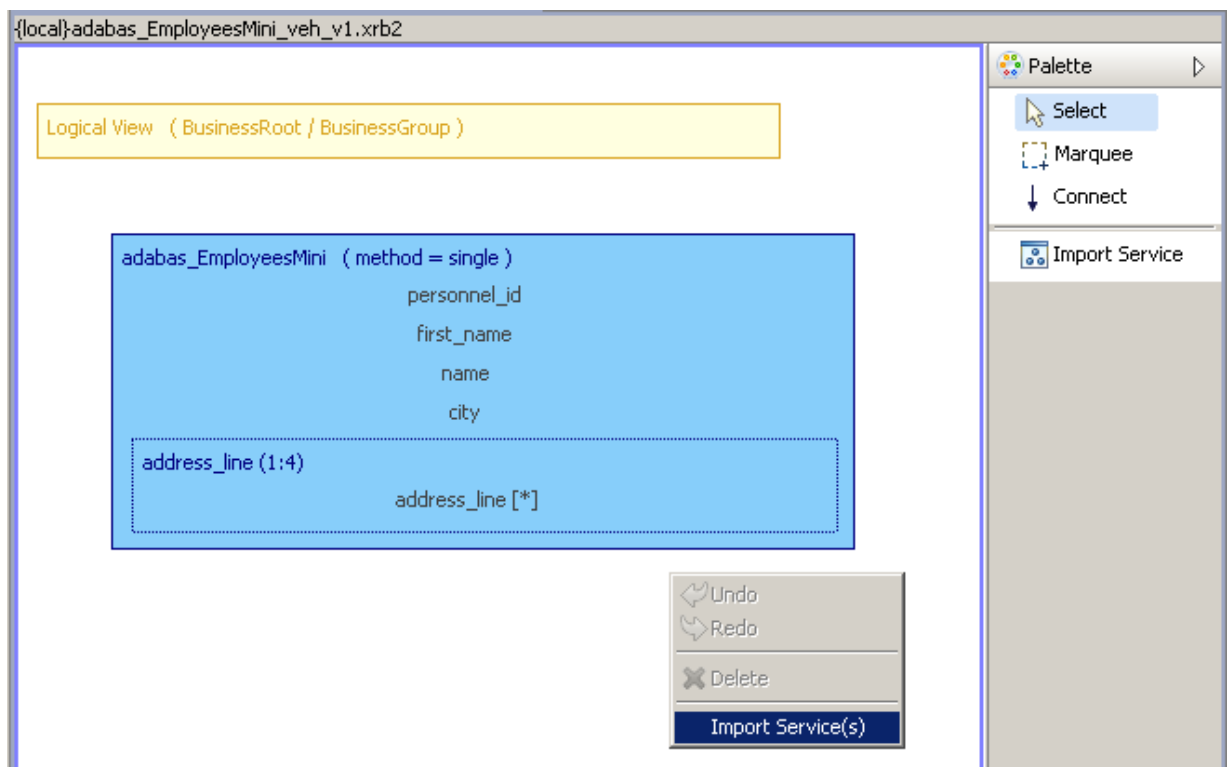 {local}adabas_EmployeesMini_veh_v1.xrb2
Logical View ( BusinessRoot / BusinessGroup )
adabas_EmployeesMini ( method = single )
personnel_id
first_name
name
city
address_line (1:4)
address_line [*]
Undo
Redo
Delete
Import Service(s)
Palette
Select
Marquee
Connect
Import Service